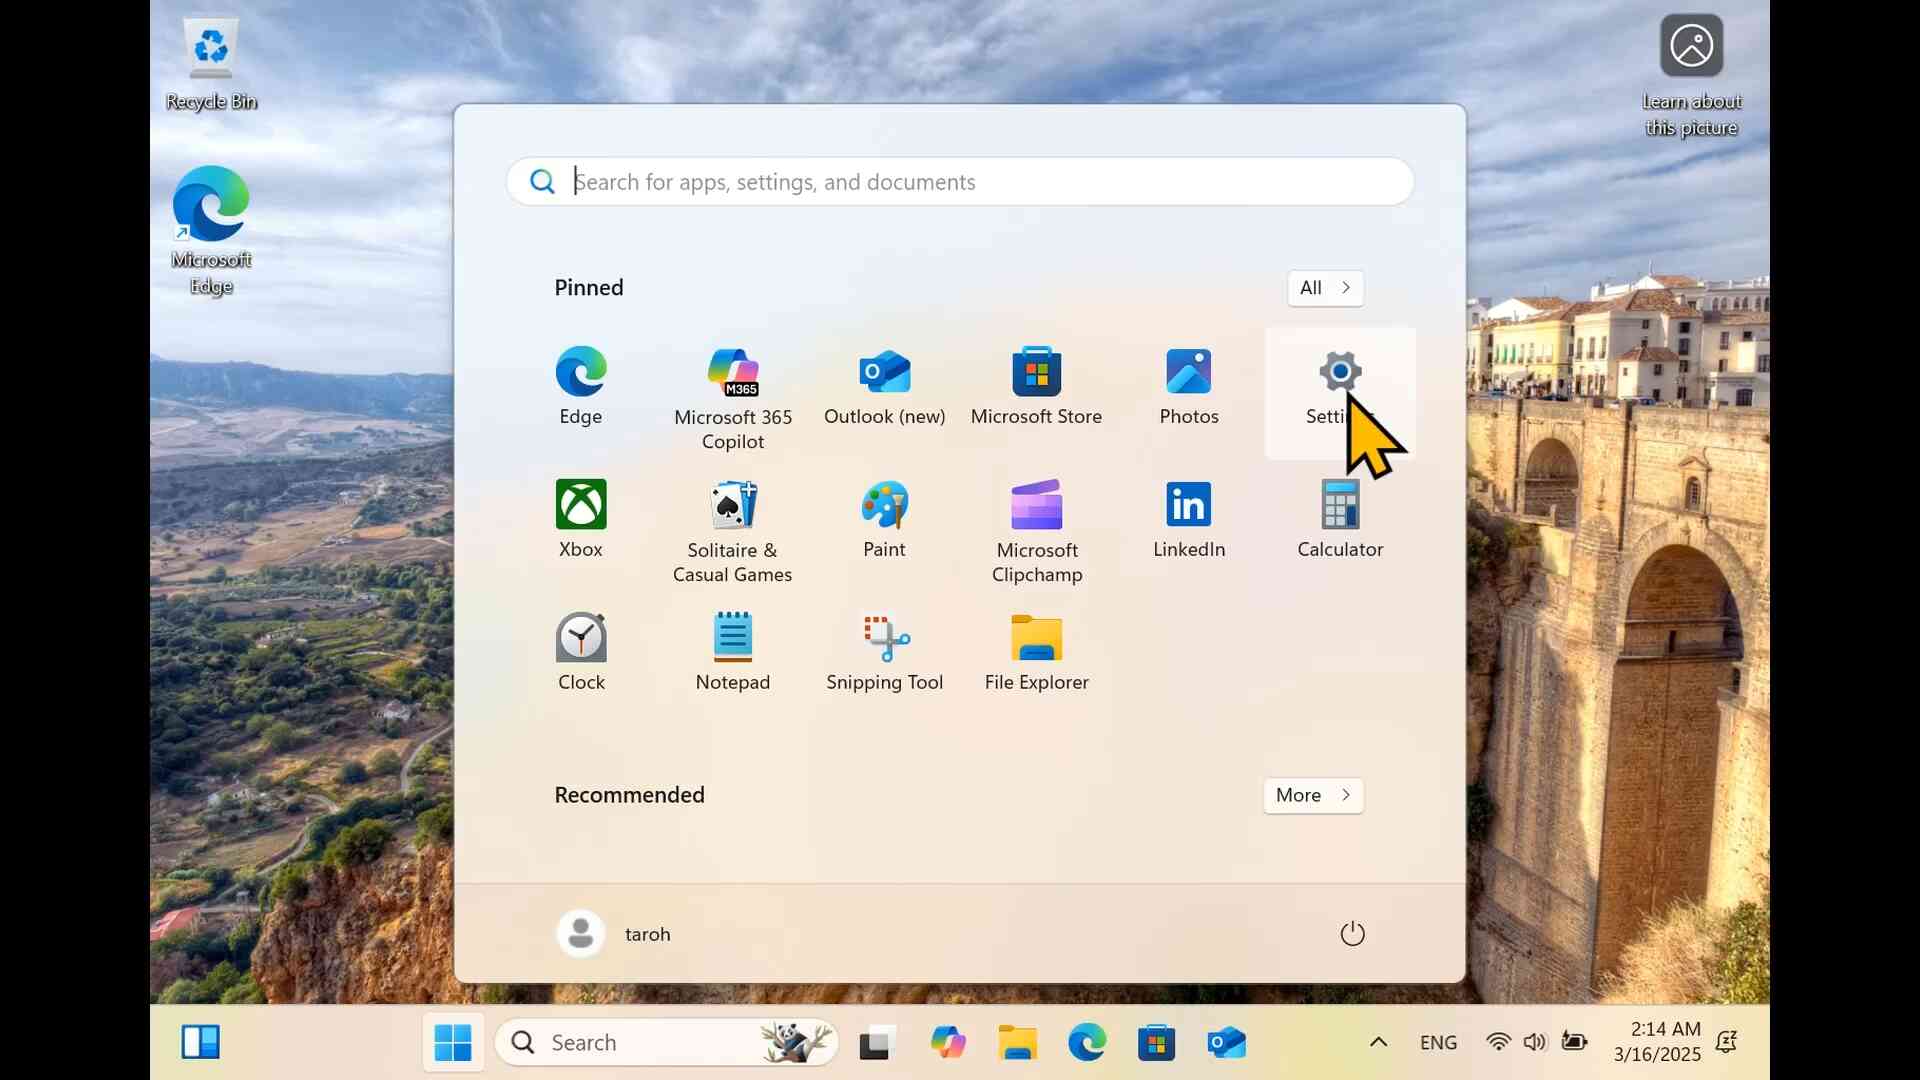 Recycle Bin
Learn about
this picture
Microsoft
Edge
Search for apps, settings, and documents
Pinned
All
Edge
M365
Microsoft 365
Copilot
Outlook (new)
Microsoft Store
Photos
Xbox
Solitaire &
Casual Games
Paint
Microsoft
Clipchamp
in
LinkedIn
Calculator
Clock
Notepad
Snipping Tool
File Explorer
Recommended
More
taroh
Search
ENG
2:14 AM
3/16/2025